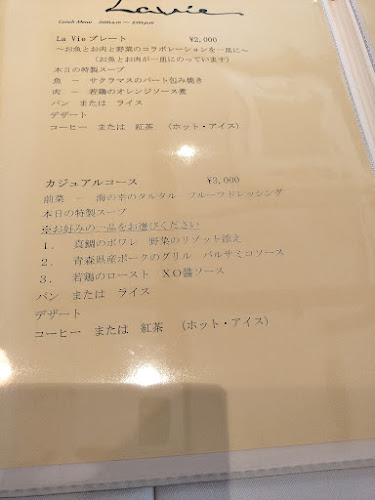 La Vie
Lunch Menu
La Vie プレート ¥2,000
～お魚とお肉と野菜のコラボレーションを一皿に～
(お魚とお肉が一皿にのっています)
本日の特製スープ
魚 － サクラマスのパート包み焼き
肉 － 若鶏のオレンジソース煮
パン または ライス
デザート
コーヒー または 紅茶 (ホット・アイス)
カジュアルコース ¥3,000
前菜 － 海の幸のタルタル フルーツドレッシング
本日の特製スープ
※お好みの一品をお選びください
1． 真鯛のポワレ 野菜のリゾット添え
2． 青森県産ポークのグリル バルサミコソース
3． 若鶏のロースト XO醤ソース
パン または ライス
デザート
コーヒー または 紅茶 (ホット・アイス)